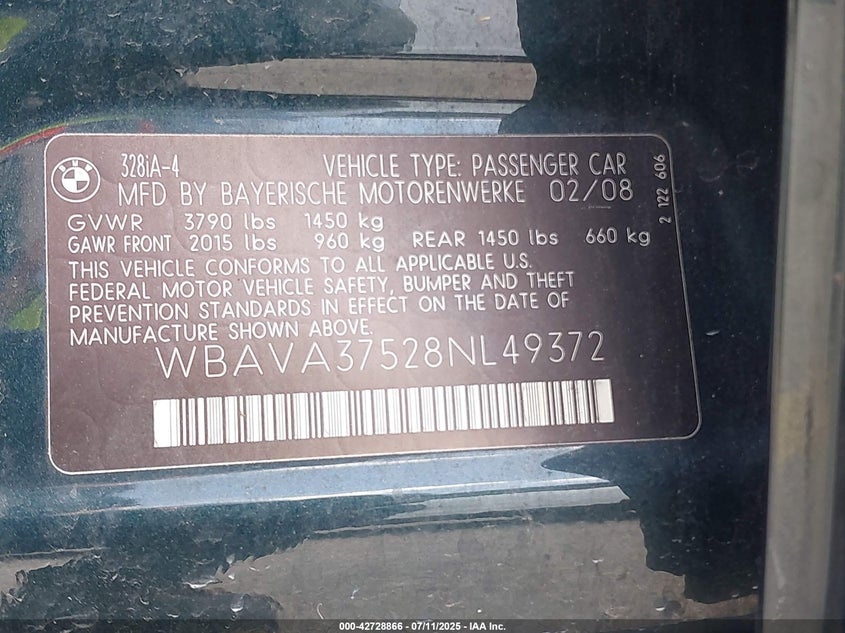 BMW
328iA-4 VEHICLE TYPE: PASSENGER CAR
MFD BY BAYERISCHE MOTORENWERKE 02/08
GVWR 3790 lbs 1450 kg
GAWR FRONT 2015 lbs 960 kg REAR 1450 lbs 660 kg
THIS VEHICLE CONFORMS TO ALL APPLICABLE U.S.
FEDERAL MOTOR VEHICLE SAFETY, BUMPER AND THEFT
PREVENTION STANDARDS IN EFFECT ON THE DATE OF
MANUFACTURE SHOWN ABOVE.
WBAVA37528NL49372
2 122 606
000-42728866 - 07/11/2025 - IAA Inc.